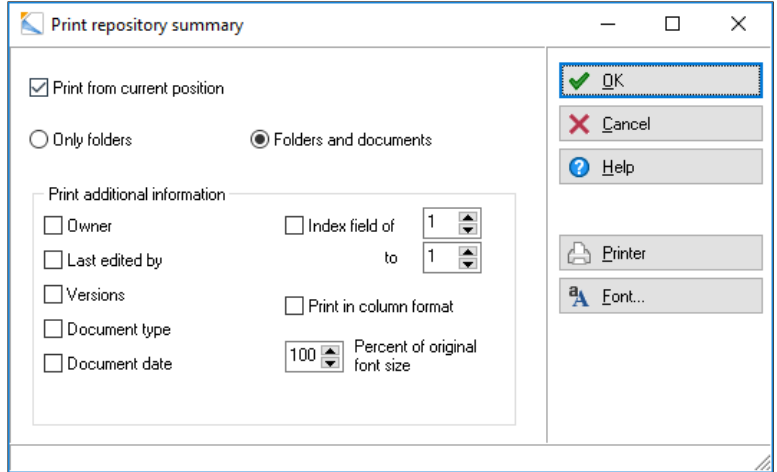 Print repository summary
Print from current position
Only folders
Folders and documents
Print additional information
Owner
Last edited by
Versions
Document type
Document date
Index field of 1
to 1
Print in column format
100 Percent of original
font size
OK
Cancel
Help
Printer
Font...